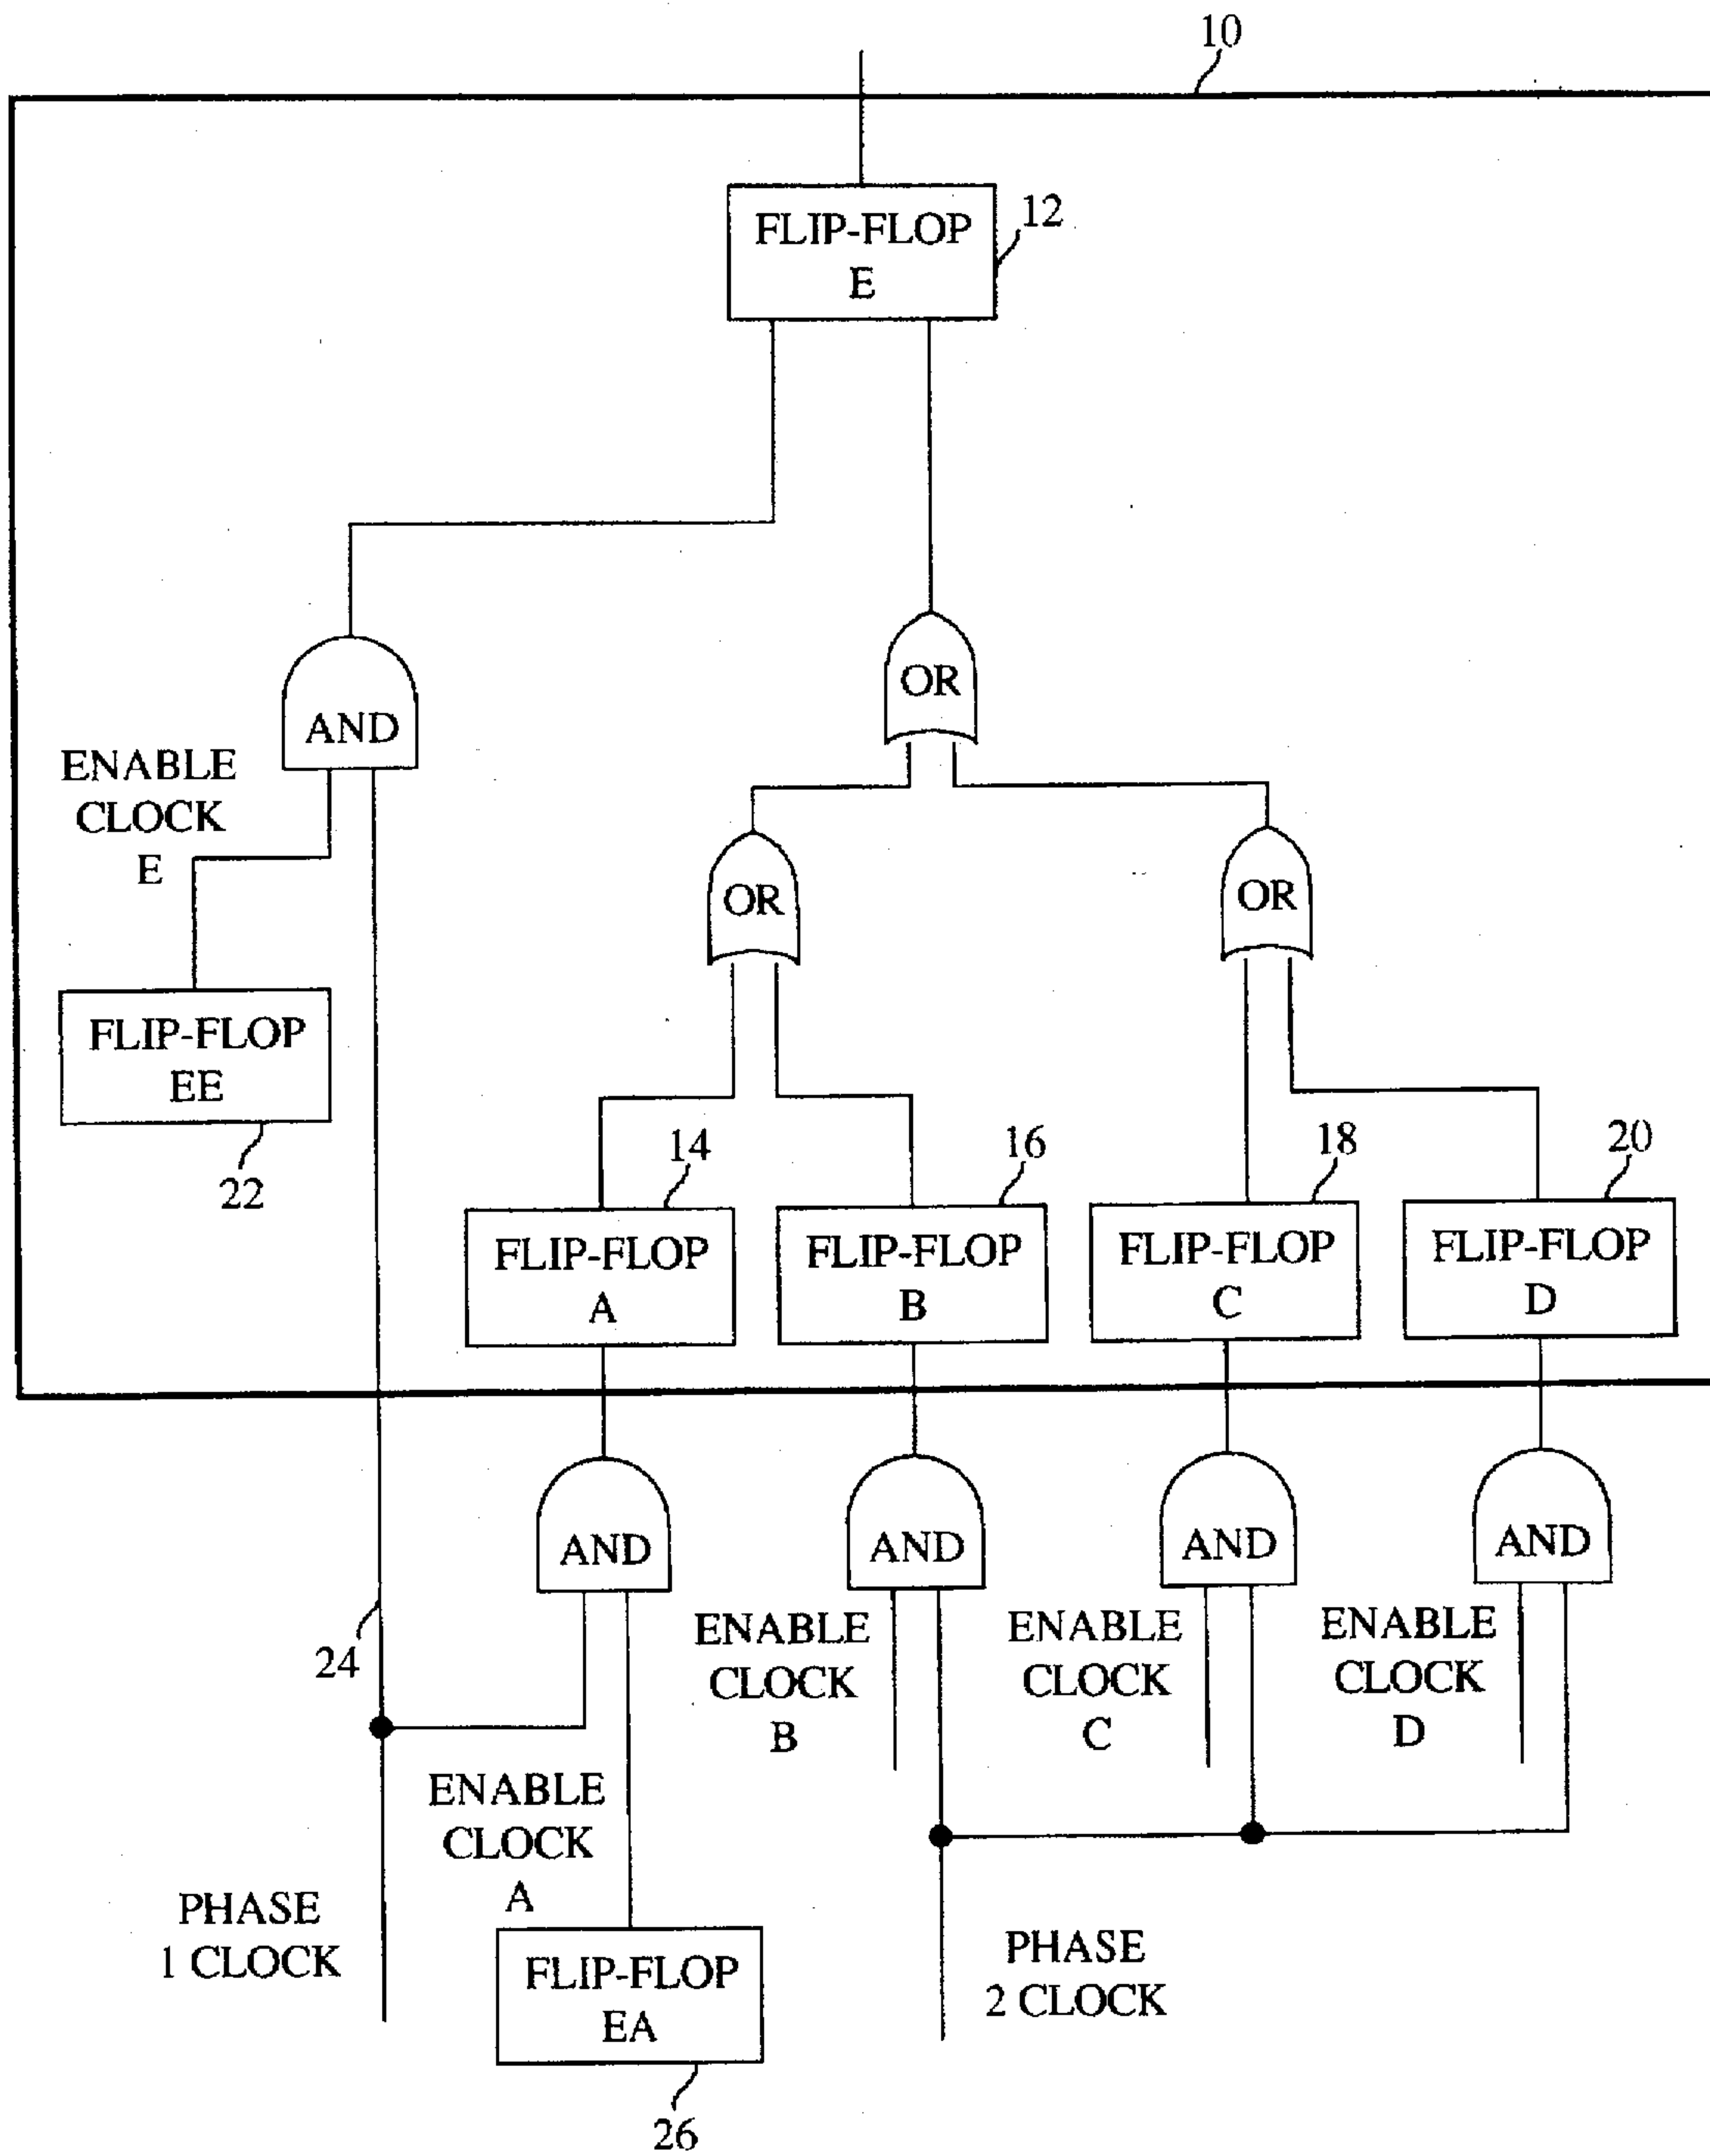 10
FLIP-FLOP
E
12
OR
AND
ENABLE
CLOCK
E
OR
OR
FLIP-FLOP
EE
22
14
16
18
20
FLIP-FLOP
A
FLIP-FLOP
B
FLIP-FLOP
C
FLIP-FLOP
D
AND
AND
AND
AND
24
ENABLE
CLOCK
B
ENABLE
CLOCK
C
ENABLE
CLOCK
D
ENABLE
CLOCK
A
PHASE
1 CLOCK
FLIP-FLOP
EA
26
PHASE
2 CLOCK